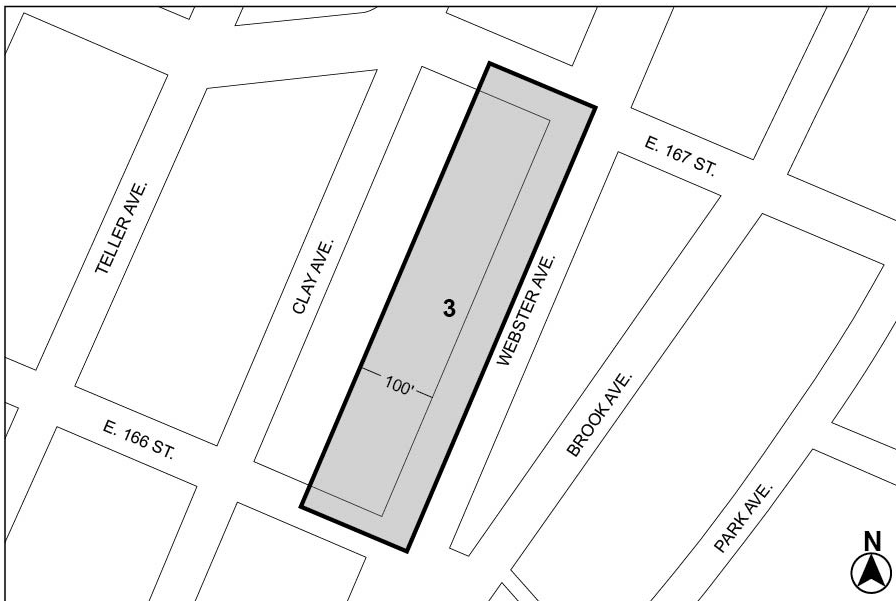 E. 167 ST.
TELLER AVE.
CLAY AVE.
WEBSTER AVE.
3
100'
BROOK AVE.
E. 166 ST.
PARK AVE.
N